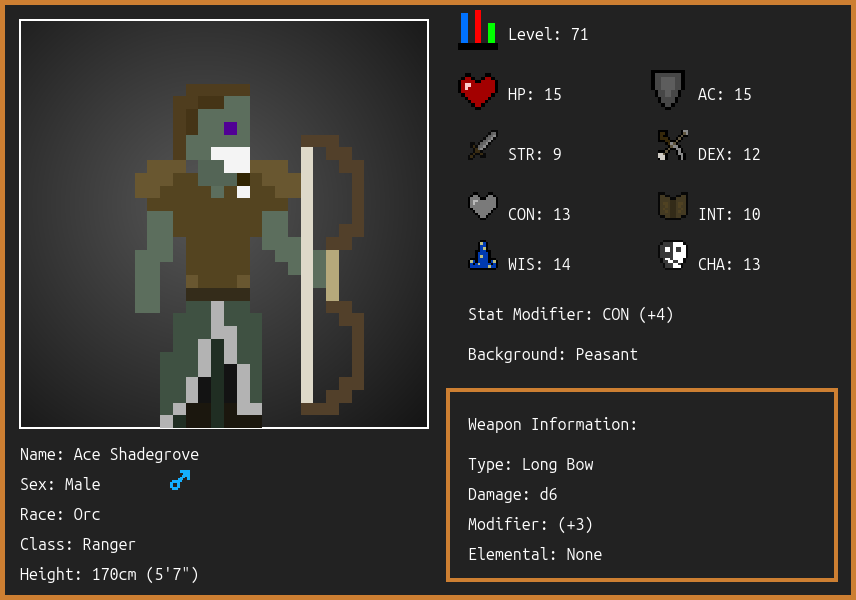 Level: 71
HP: 15
AC: 15
STR: 9
DEX: 12
CON: 13
INT: 10
WIS: 14
CHA: 13
Stat Modifier: CON (+4)
Background: Peasant
Weapon Information:
Type: Long Bow
Damage: d6
Modifier: (+3)
Elemental: None
Name: Ace Shadegrove
Sex: Male
Race: Orc
Class: Ranger
Height: 170cm (5'7")